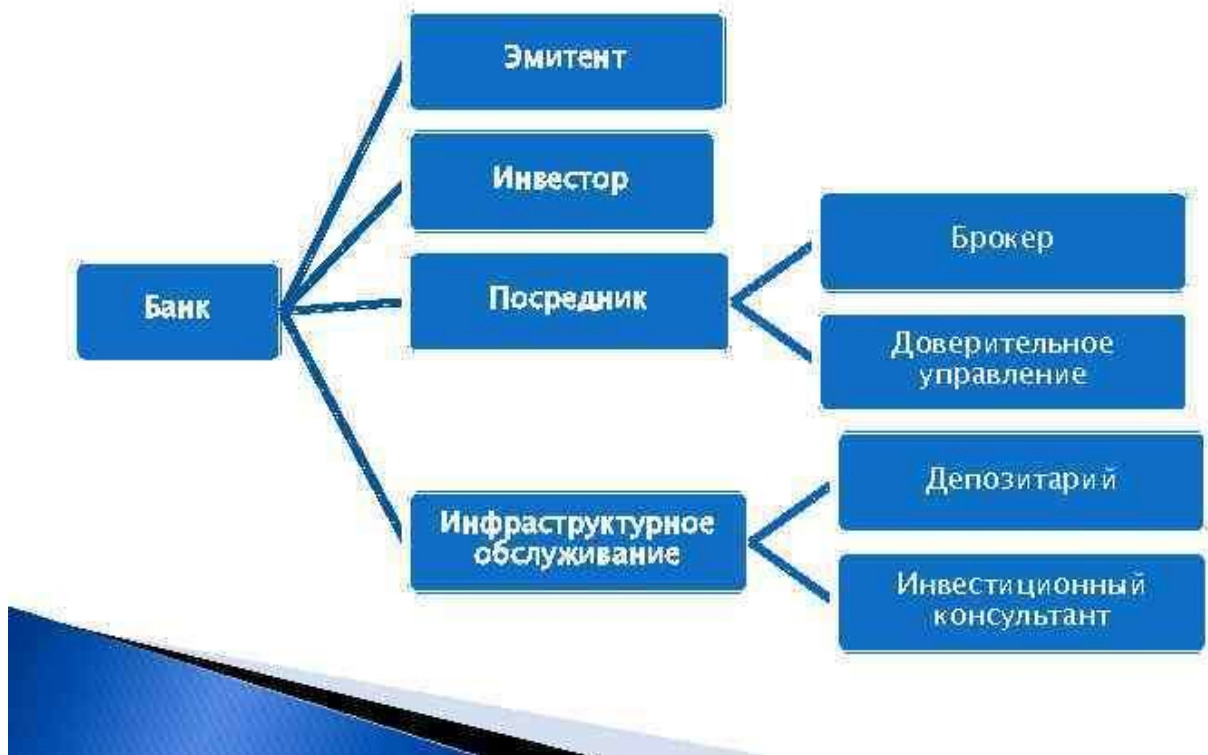 Эмитент
Инвестор
Банк
Посредник
Брокер
Доверительное
управление
Инфраструктурное
обслуживание
Депозитарий
Инвестиционный
консультант